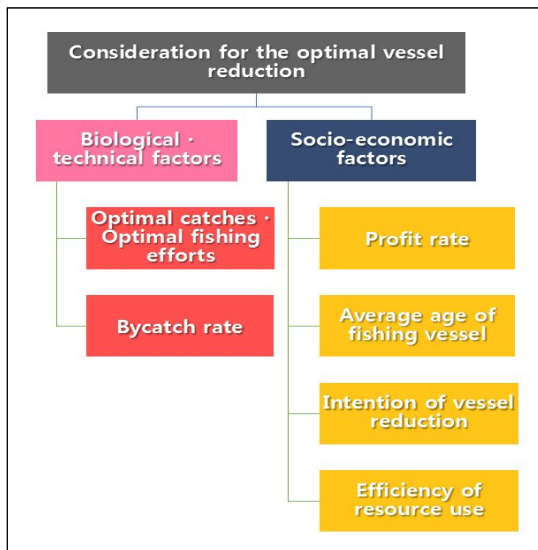 Consideration for the optimal vessel
reduction
Biological ·
technical factors
Socio-economic
factors
Optimal catches ·
Optimal fishing
efforts
Profit rate
Bycatch rate
Average age of
fishing vessel
Intention of vessel
reduction
Efficiency of
resource use